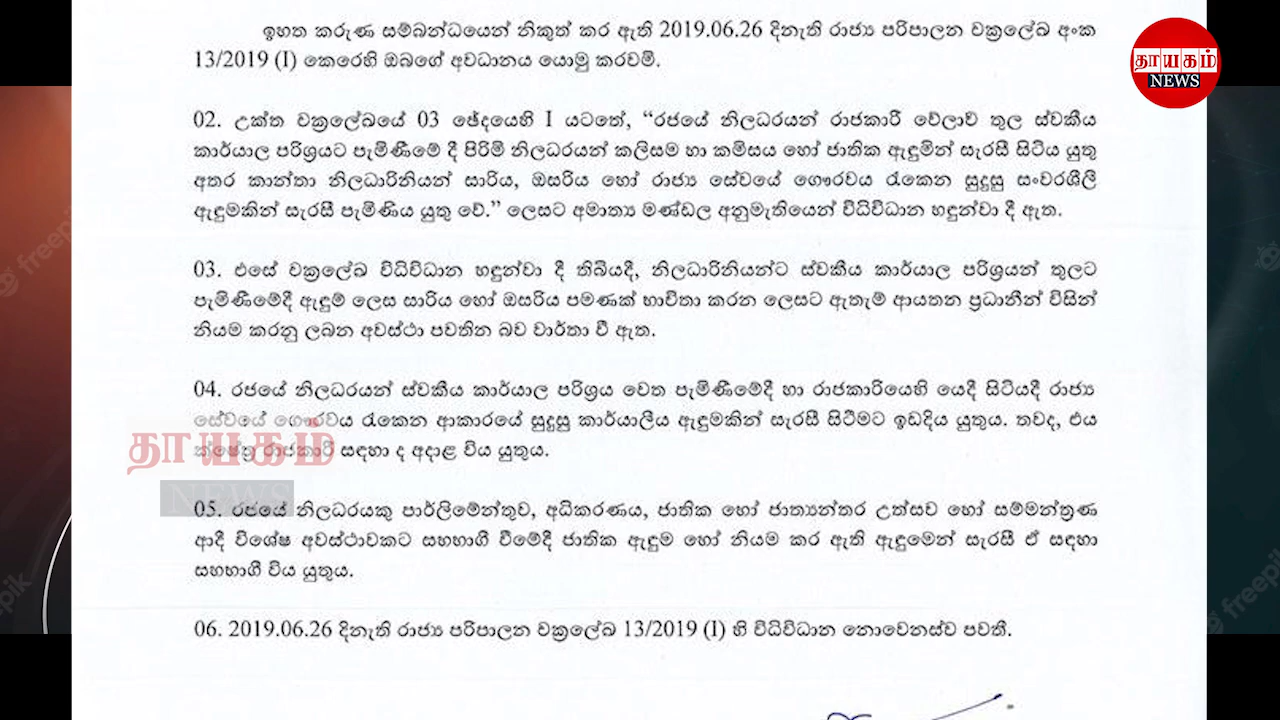 ඉහත කරුණ සම්බන්ධයෙන් නිකුත් කර ඇති 2019.06.26 දිනැති රාජ්‍ය පරිපාලන චක්‍රලේඛ අංක
13/2019 (I) කෙරෙහි ඔබගේ අවධානය යොමු කරවමි.
தாயகம்
NEWS
02. උක්ත චක්‍රලේඛයේ 03 ඡේදයෙහි I යටතේ, “රජයේ නිලධරයන් රාජකාරී වේලාව තුල ස්වකීය
කාර්යාල පරිශ්‍රයට පැමිණීමේ දී පිරිමි නිලධරයන් කලිසම හා කමිසය හෝ ජාතික ඇඳුමින් සැරසී සිටිය යුතු
අතර කාන්තා නිලධාරිනියන් සාරිය, ඔසරිය හෝ රාජ්‍ය සේවයේ ගෞරවය රැකෙන සුදුසු සංවරශීලී
ඇඳුමකින් සැරසී පැමිණිය යුතු වේ.” ලෙසට අමාත්‍ය මණ්ඩල අනුමැතියෙන් විධිවිධාන හඳුන්වා දී ඇත.
03. එසේ චක්‍රලේඛ විධිවිධාන හඳුන්වා දී තිබියදී, නිලධාරිනියන්ට ස්වකීය කාර්යාල පරිශ්‍රයන් තුලට
පැමිණීමේදී ඇඳුම් ලෙස සාරිය හෝ ඔසරිය පමණක් භාවිතා කරන ලෙසට ඇතැම් ආයතන ප්‍රධානීන් විසින්
නියම කරනු ලබන අවස්ථා පවතින බව වාර්තා වී ඇත.
04. රජයේ නිලධරයන් ස්වකීය කාර්යාල පරිශ්‍රය වෙත පැමිණීමේදී හා රාජකාරියෙහි යෙදී සිටියදී රාජ්‍ය
සේවයේ ගෞරවය රැකෙන ආකාරයේ සුදුසු කාර්යාලීය ඇඳුමකින් සැරසී සිටීමට ඉඩදිය යුතුය. තවද, එය
ක්ෂේත්‍ර රාජකාරි සඳහා ද අදාළ විය යුතුය.
தாயகம்
NEWS
05. රජයේ නිලධරයකු පාර්ලිමේන්තුව, අධිකරණය, ජාතික හෝ ජාත්‍යන්තර උත්සව හෝ සම්මන්ත්‍රණ
ආදී විශේෂ අවස්ථාවකට සහභාගී වීමේදී ජාතික ඇඳුම හෝ නියම කර ඇති ඇඳුමෙන් සැරසී ඒ සඳහා
සහභාගී විය යුතුය.
06. 2019.06.26 දිනැති රාජ්‍ය පරිපාලන චක්‍රලේඛ 13/2019 (I) හි විධිවිධාන නොවෙනස්ව පවතී.